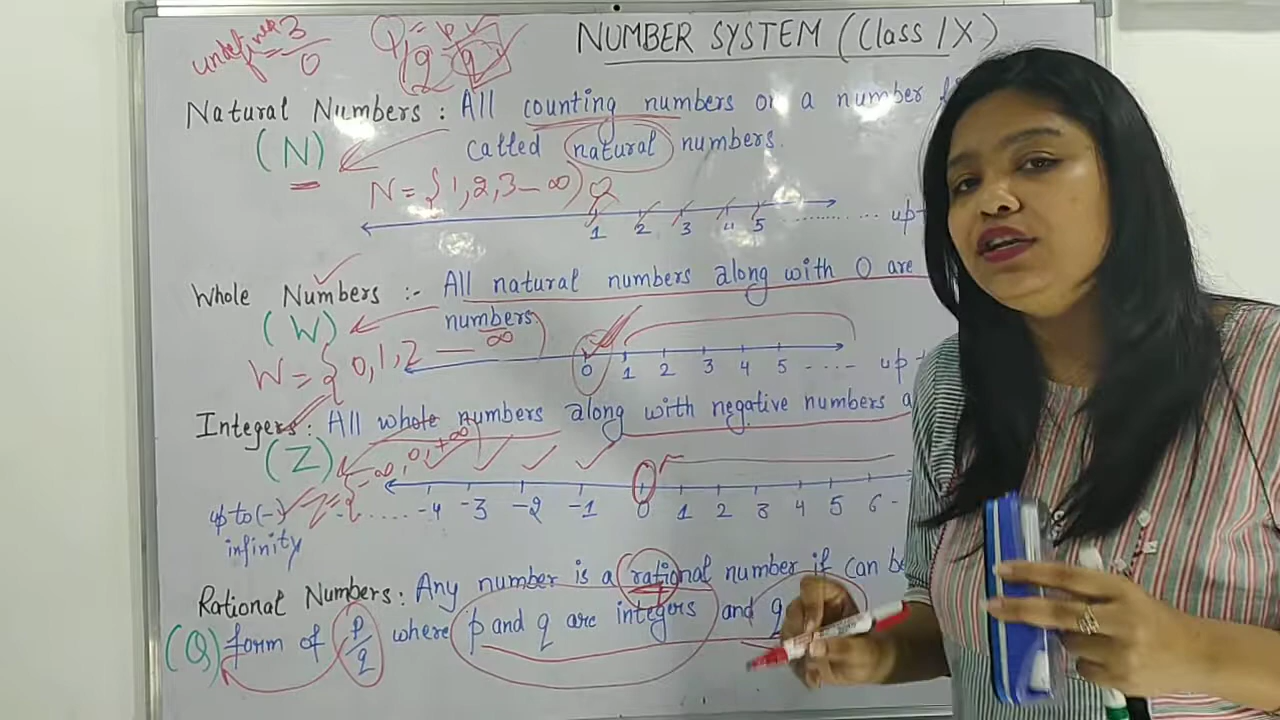 NUMBER SYSTEM (Class IX)
undefined = 3/0
Q = p/q
Natural Numbers : All counting numbers or a number
(N) called natural numbers.
N = { 1, 2, 3 – ∞ )
1 2 3 4 5 ............
Whole Numbers :- All natural numbers along with 0 are
(W) numbers.
W = { 0, 1, 2 — ∞
0 1 2 3 4 5 - ....
Integers : All whole numbers along with negative numbers
(Z)
Z = { -∞, 0, +∞
up to (-) infinity
-4 -3 -2 -1 0 1 2 3 4 5 6 -
Rational Numbers : Any number is a rational number if can be
(Q) form of p/q where p and q are integers and q